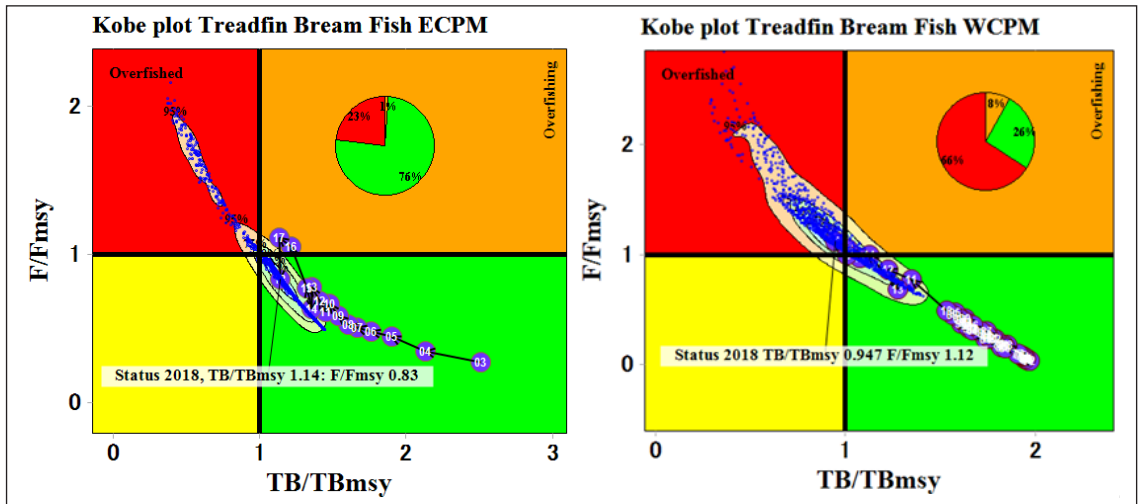 Kobe plot Treadfin Bream Fish ECPM
Overfished
Overfishing
95%
95%
1%
23%
76%
2
1
0
F/Fmsy
17
16
13
10
11
09
08
07
06
05
04
03
Status 2018, TB/TBmsy 1.14: F/Fmsy 0.83
0
1
2
3
TB/TBmsy
Kobe plot Treadfin Bream Fish WCPM
Overfished
Overfishing
95%
8%
26%
66%
2
1
0
F/Fmsy
Status 2018 TB/TBmsy 0.947 F/Fmsy 1.12
0
1
2
TB/TBmsy